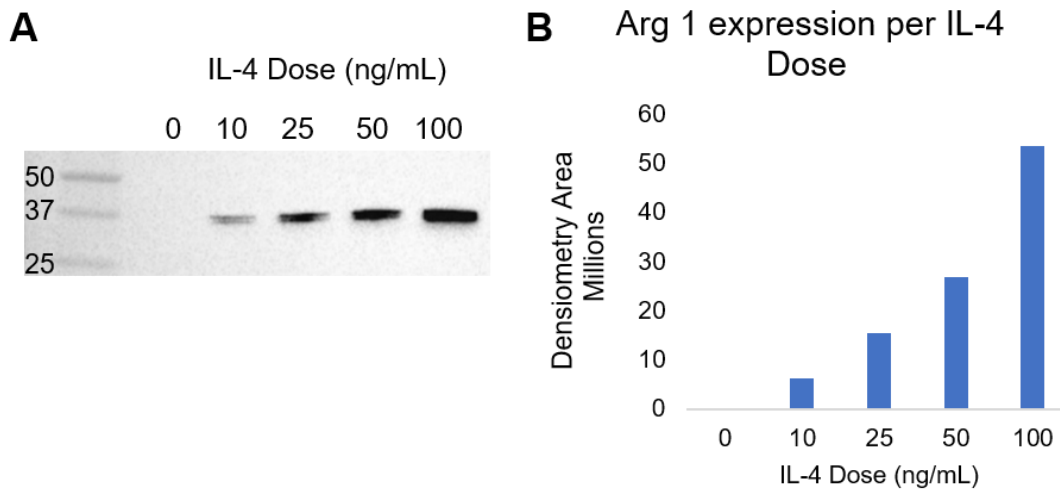 A
IL-4 Dose (ng/mL)
0 10 25 50 100
50
37
25
B
Arg 1 expression per IL-4
Dose
Densiometry Area
Millions
60
50
40
30
20
10
0
0 10 25 50 100
IL-4 Dose (ng/mL)